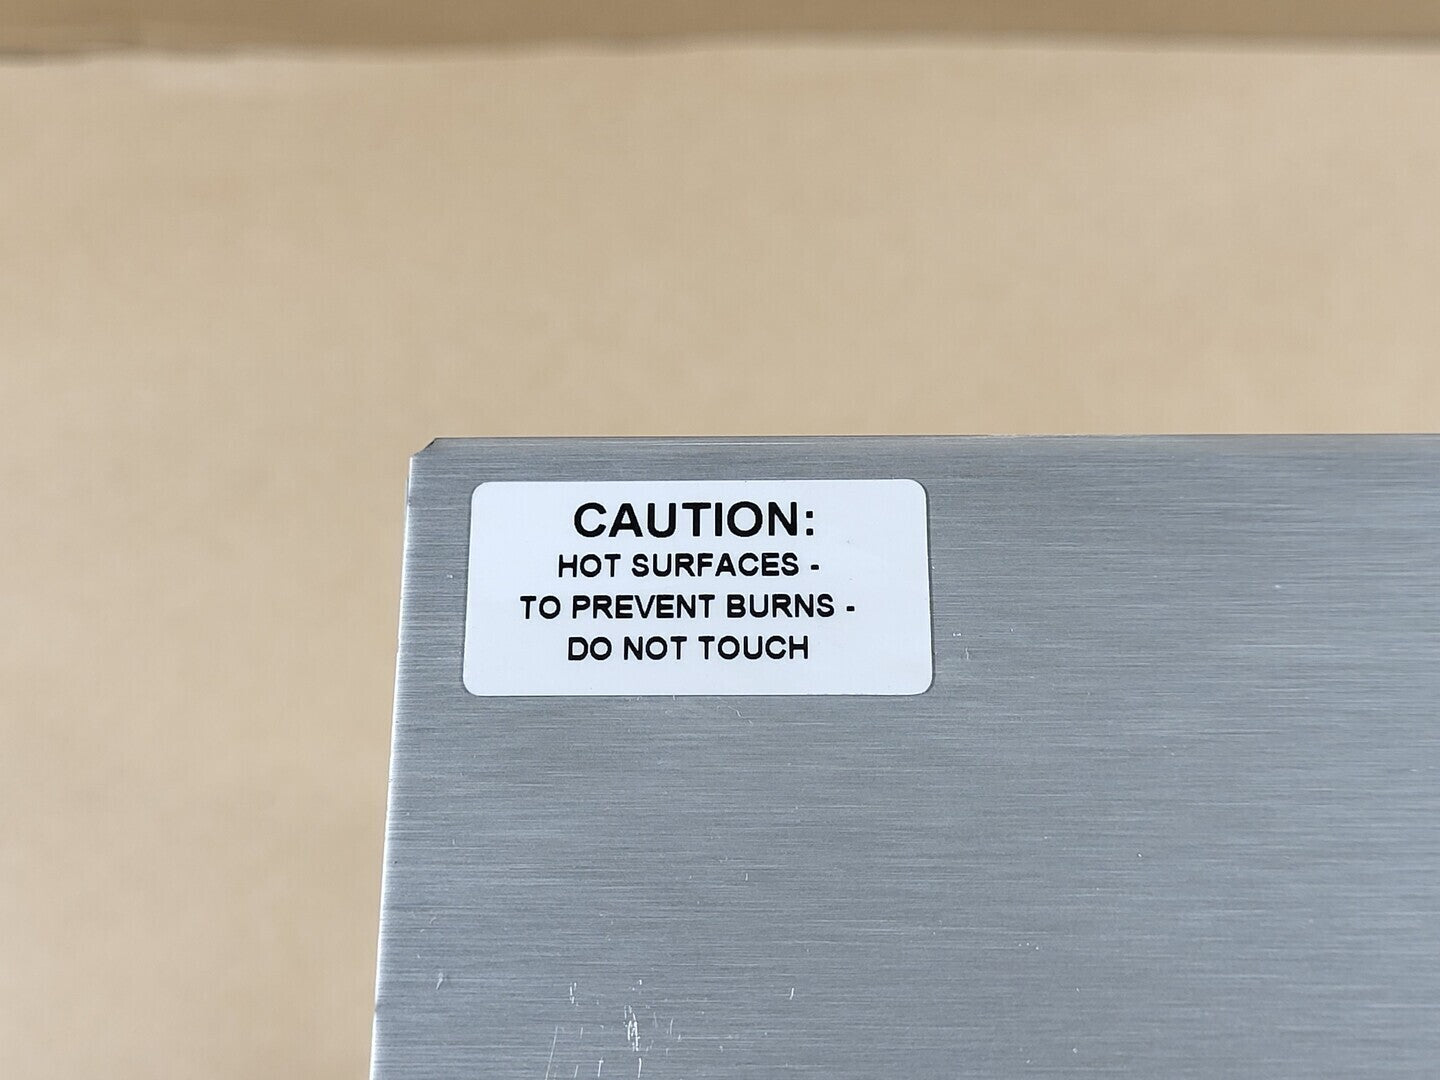 CAUTION:
HOT SURFACES -
TO PREVENT BURNS -
DO NOT TOUCH